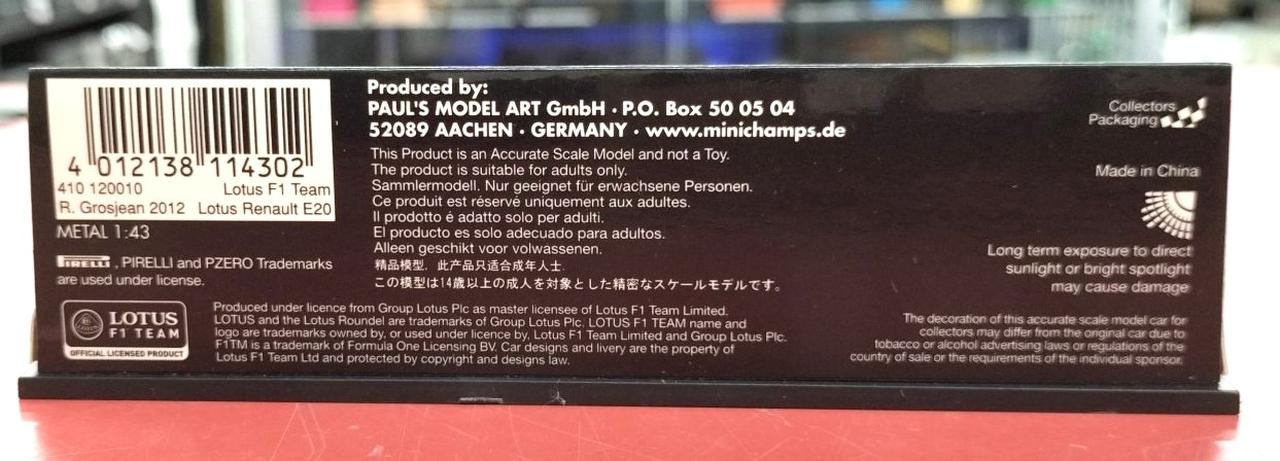 4 012138 114302
410 120010 Lotus F1 Team
R. Grosjean 2012 Lotus Renault E20
METAL 1:43
PIRELLI, PIRELLI and PZERO Trademarks
are used under license.
LOTUS
F1 TEAM
OFFICIAL LICENSED PRODUCT
Produced by:
PAUL'S MODEL ART GmbH · P.O. Box 50 05 04
52089 AACHEN · GERMANY · www.minichamps.de
This Product is an Accurate Scale Model and not a Toy.
The product is suitable for adults only.
Sammlermodell. Nur geeignet für erwachsene Personen.
Ce produit est réservé uniquement aux adultes.
Il prodotto é adatto solo per adulti.
El producto es solo adecuado para adultos.
Alleen geschikt voor volwassenen.
精品模型. 此产品只适合成年人士.
この模型は14歳以上の成人を対象とした精密なスケールモデルです。
Produced under licence from Group Lotus Plc as master licensee of Lotus F1 Team Limited.
LOTUS and the Lotus Roundel are trademarks of Group Lotus Plc. LOTUS F1 TEAM name and
logo are trademarks owned by, or used under licence by, Lotus F1 Team Limited and Group Lotus Plc.
F1TM is a trademark of Formula One Licensing BV. Car designs and livery are the property of
Lotus F1 Team Ltd and protected by copyright and designs law.
Collectors
Packaging
Made in China
Long term exposure to direct
sunlight or bright spotlight
may cause damage
The decoration of this accurate scale model car for
collectors may differ from the original car due to
tobacco or alcohol advertising laws or regulations of the
country of sale or the requirements of the individual sponsor.